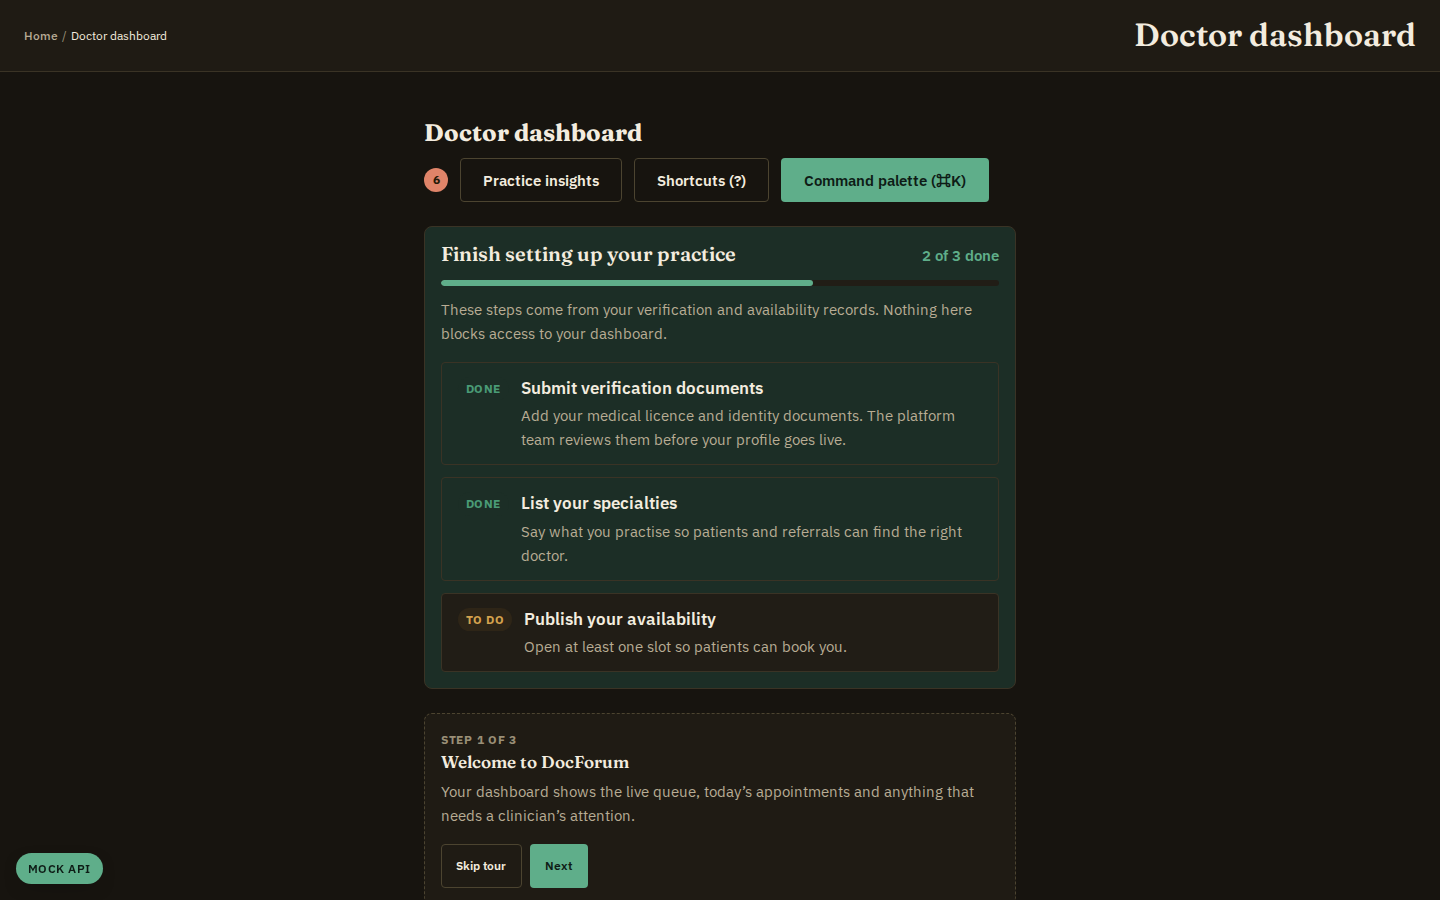 Home / Doctor dashboard
Doctor dashboard
Doctor dashboard
6
Practice insights
Shortcuts (?)
Command palette (⌘K)
Finish setting up your practice
2 of 3 done
These steps come from your verification and availability records. Nothing here
blocks access to your dashboard.
DONE
Submit verification documents
Add your medical licence and identity documents. The platform
team reviews them before your profile goes live.
DONE
List your specialties
Say what you practise so patients and referrals can find the right
doctor.
TO DO
Publish your availability
Open at least one slot so patients can book you.
STEP 1 OF 3
Welcome to DocForum
Your dashboard shows the live queue, today’s appointments and anything that
needs a clinician’s attention.
Skip tour
Next
MOCK API